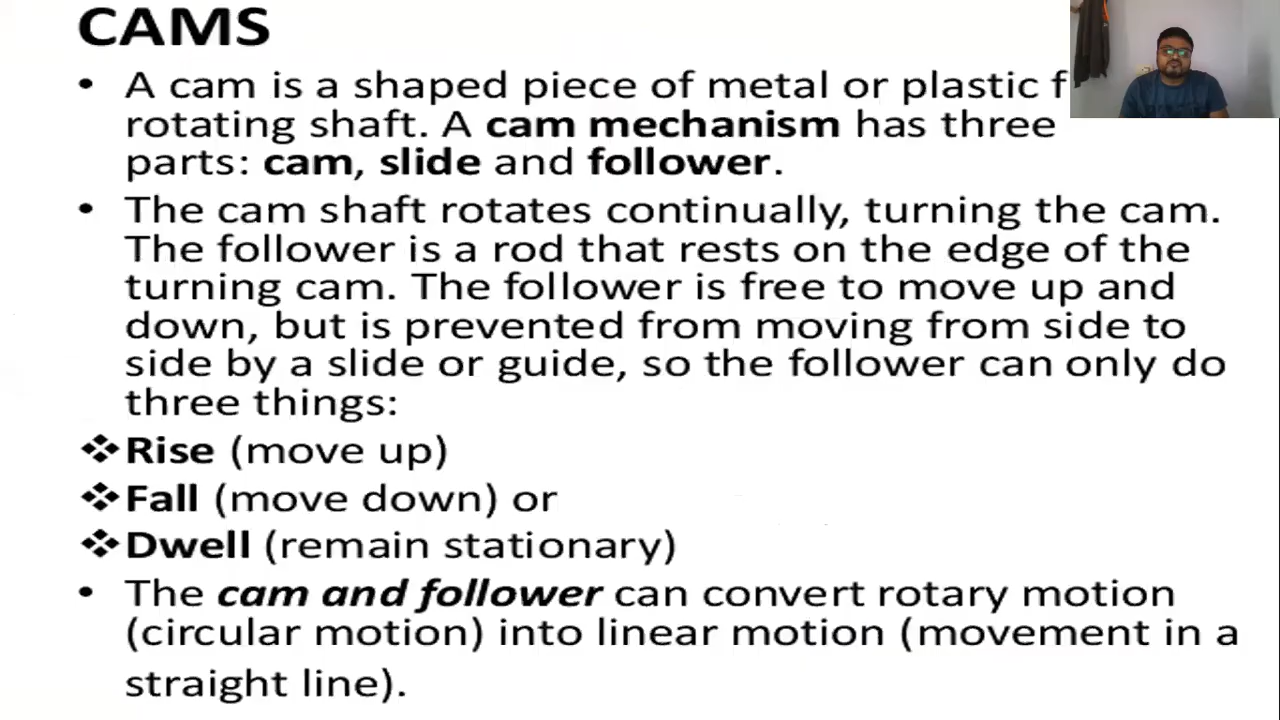 CAMS
• A cam is a shaped piece of metal or plastic
rotating shaft. A cam mechanism has three
parts: cam, slide and follower.
• The cam shaft rotates continually, turning the cam.
The follower is a rod that rests on the edge of the
turning cam. The follower is free to move up and
down, but is prevented from moving from side to
side by a slide or guide, so the follower can only do
three things:
❖Rise (move up)
❖Fall (move down) or
❖Dwell (remain stationary)
• The cam and follower can convert rotary motion
(circular motion) into linear motion (movement in a
straight line).